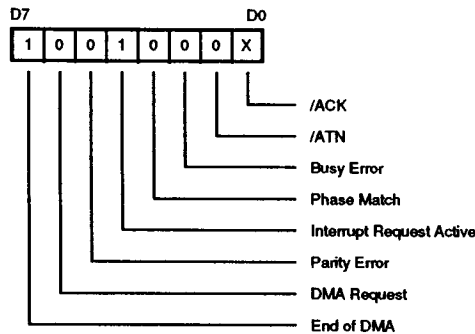 D7 D0
1 0 0 1 0 0 0 X
/ACK
/ATN
Busy Error
Phase Match
Interrupt Request Active
Parity Error
DMA Request
End of DMA